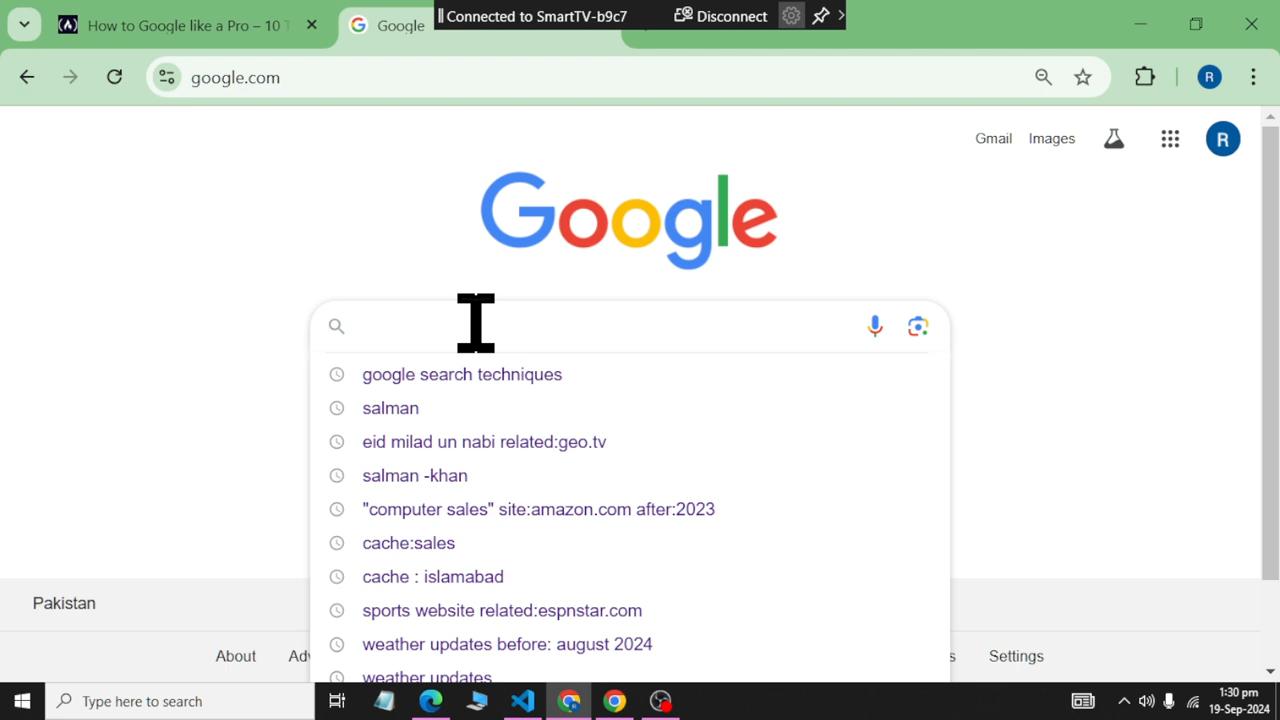 How to Google like a Pro – 10 T
Google
Connected to SmartTV-b9c7
Disconnect
google.com
R
Gmail
Images
R
Google
google search techniques
salman
eid milad un nabi related:geo.tv
salman -khan
"computer sales" site:amazon.com after:2023
cache:sales
cache : islamabad
sports website related:espnstar.com
weather updates before: august 2024
weather updates
Pakistan
About
Settings
Type here to search
1:30 pm
19-Sep-2024